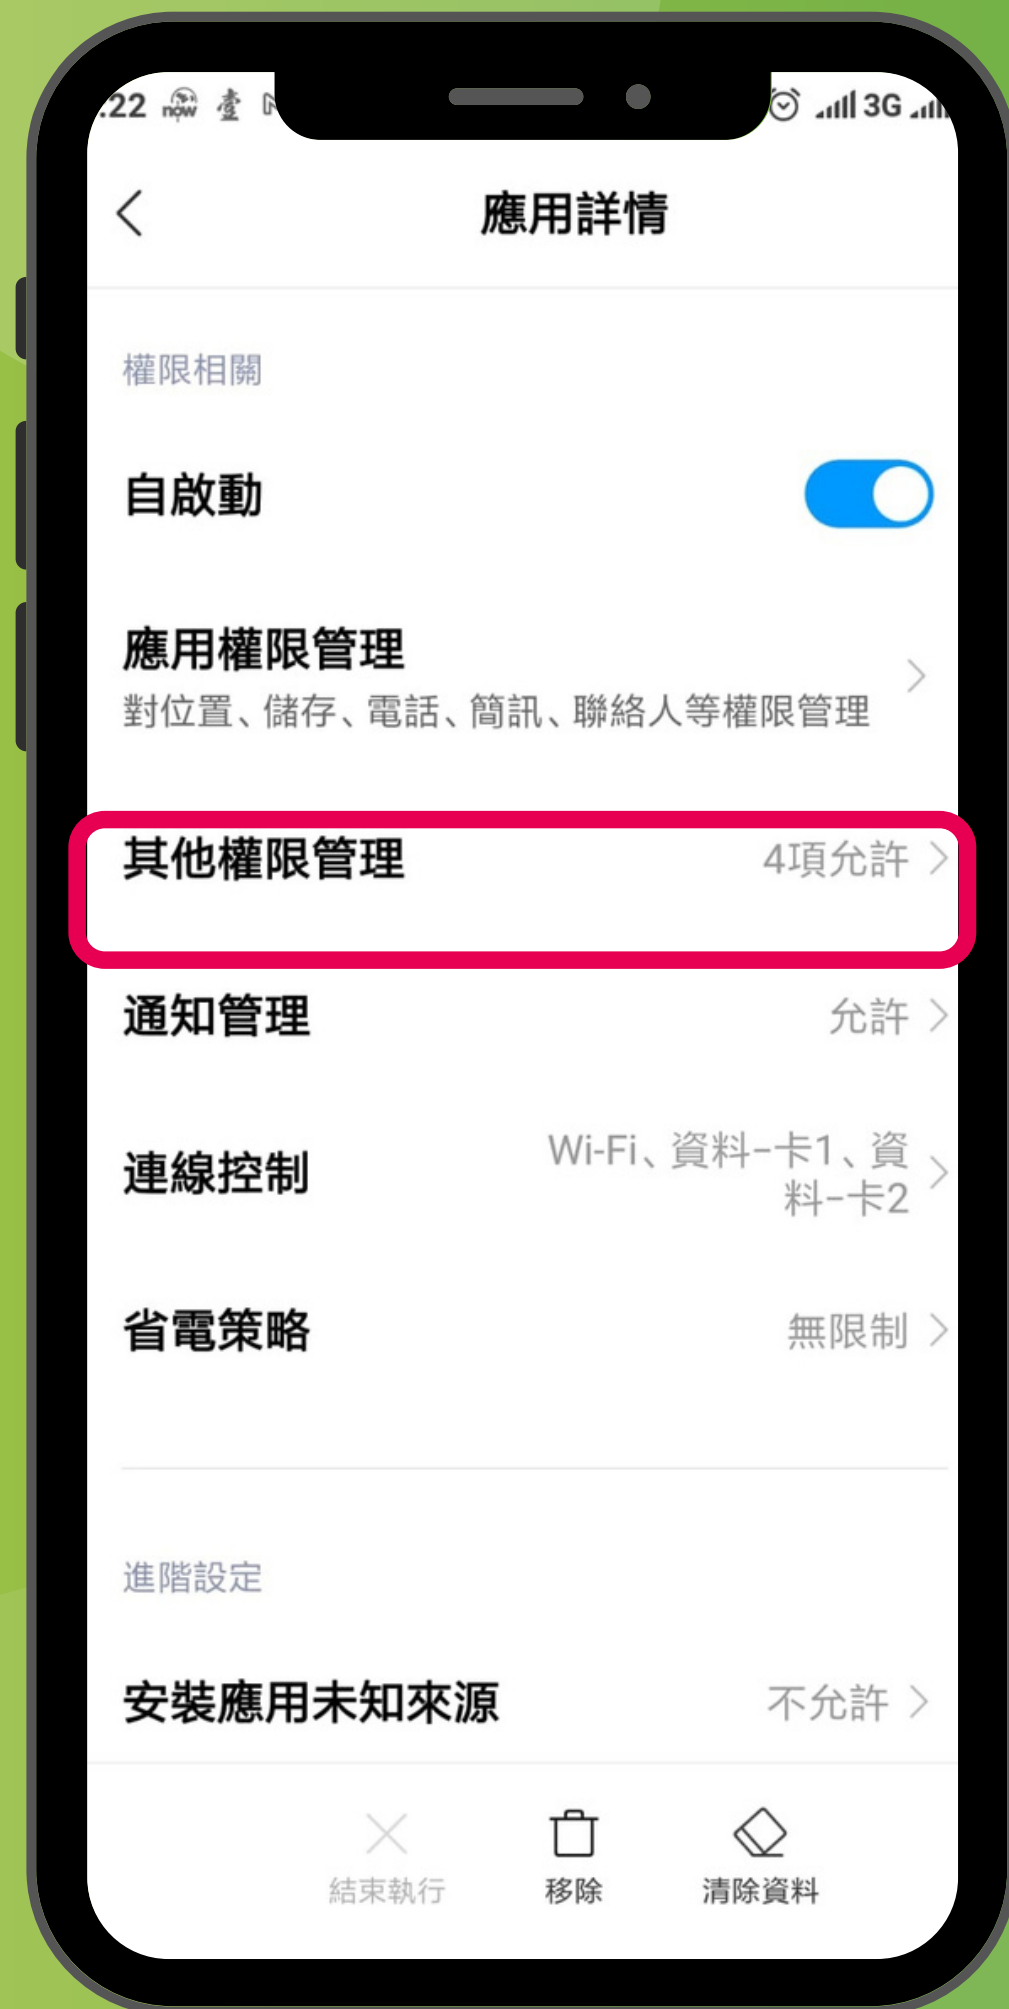 :22 now 臺
3G
應用詳情
權限相關
自啟動
應用權限管理
對位置、儲存、電話、簡訊、聯絡人等權限管理
其他權限管理 4項允許
通知管理 允許
連線控制 Wi-Fi、資料-卡1、資
料-卡2
省電策略 無限制
進階設定
安裝應用未知來源 不允許
結束執行 移除 清除資料